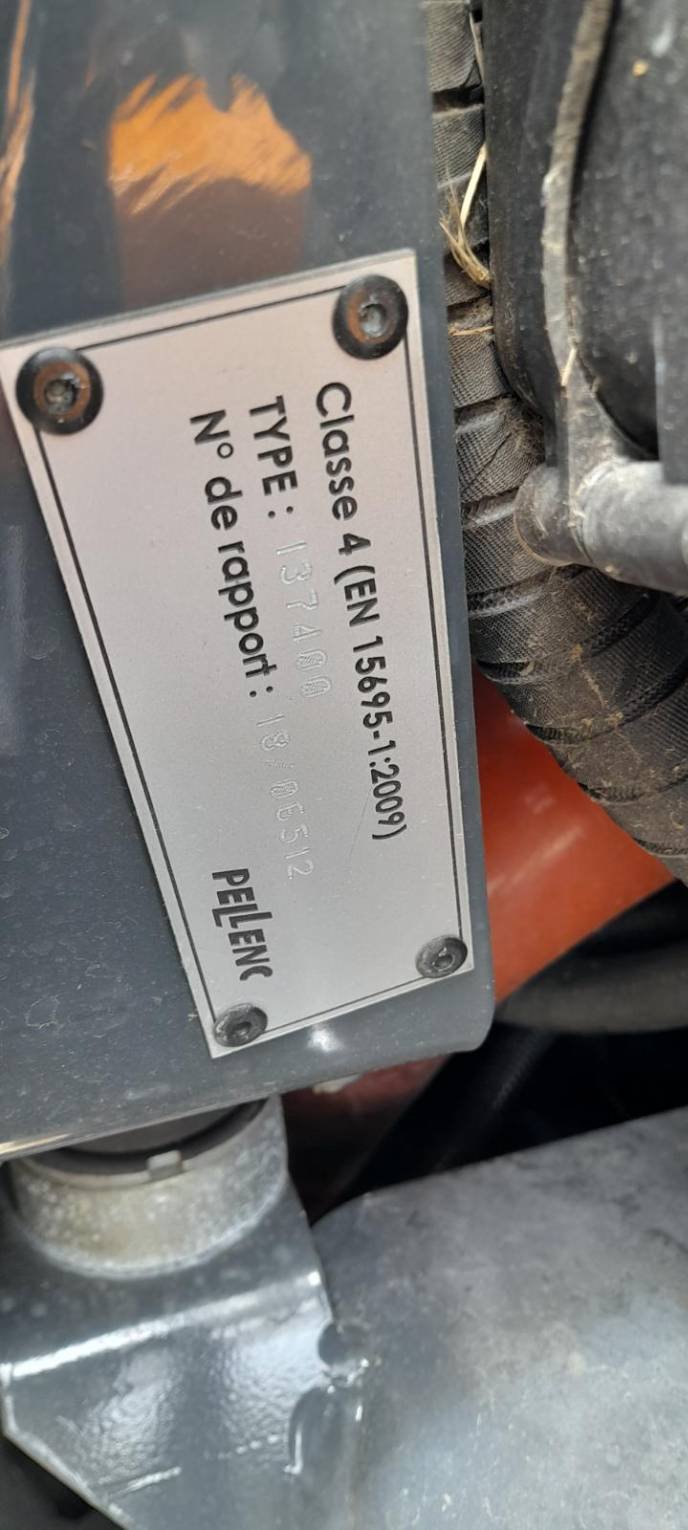 Classe 4 (EN 15695-1:2009)
TYPE : 137400
N° de rapport : 18/06512
PELLENC